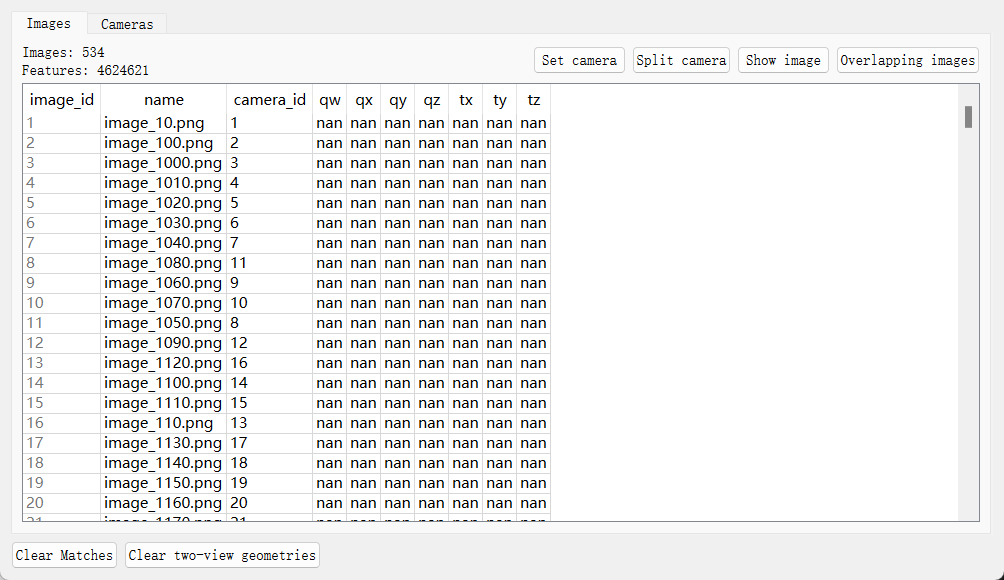 Images Cameras
Images: 534
Features: 4624621
Set camera Split camera Show image Overlapping images
image_id name camera_id qw qx qy qz tx ty tz
1 image_10.png 1 nan nan nan nan nan nan nan
2 image_100.png 2 nan nan nan nan nan nan nan
3 image_1000.png 3 nan nan nan nan nan nan nan
4 image_1010.png 4 nan nan nan nan nan nan nan
5 image_1020.png 5 nan nan nan nan nan nan nan
6 image_1030.png 6 nan nan nan nan nan nan nan
7 image_1040.png 7 nan nan nan nan nan nan nan
8 image_1080.png 11 nan nan nan nan nan nan nan
9 image_1060.png 9 nan nan nan nan nan nan nan
10 image_1070.png 10 nan nan nan nan nan nan nan
11 image_1050.png 8 nan nan nan nan nan nan nan
12 image_1090.png 12 nan nan nan nan nan nan nan
13 image_1120.png 16 nan nan nan nan nan nan nan
14 image_1100.png 14 nan nan nan nan nan nan nan
15 image_1110.png 15 nan nan nan nan nan nan nan
16 image_110.png 13 nan nan nan nan nan nan nan
17 image_1130.png 17 nan nan nan nan nan nan nan
18 image_1140.png 18 nan nan nan nan nan nan nan
19 image_1150.png 19 nan nan nan nan nan nan nan
20 image_1160.png 20 nan nan nan nan nan nan nan
21 image_1170.png 21 nan nan nan nan nan nan nan
Clear Matches Clear two-view geometries